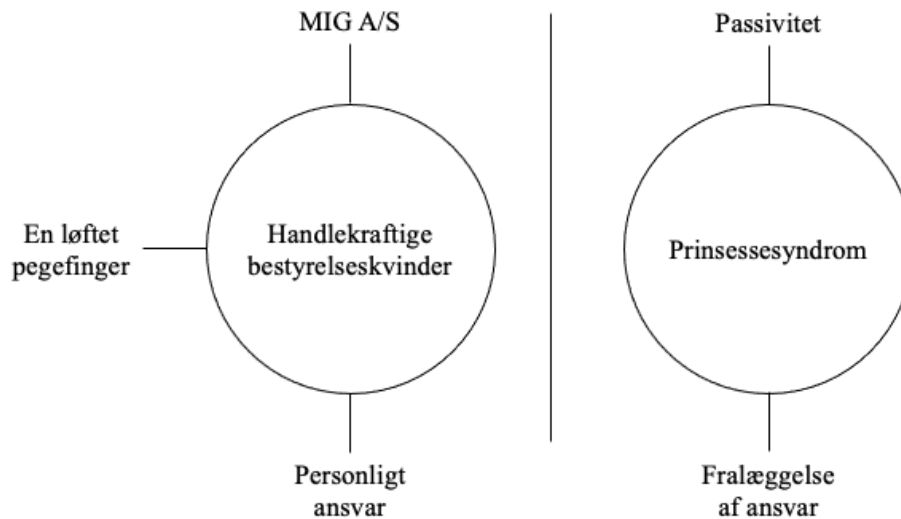 MIG A/S
En løftet
pegefinger
Handlekraftige
bestyrelseskvinder
Personligt
ansvar
Passivitet
Prinsessesyndrom
Fralæggelse
af ansvar